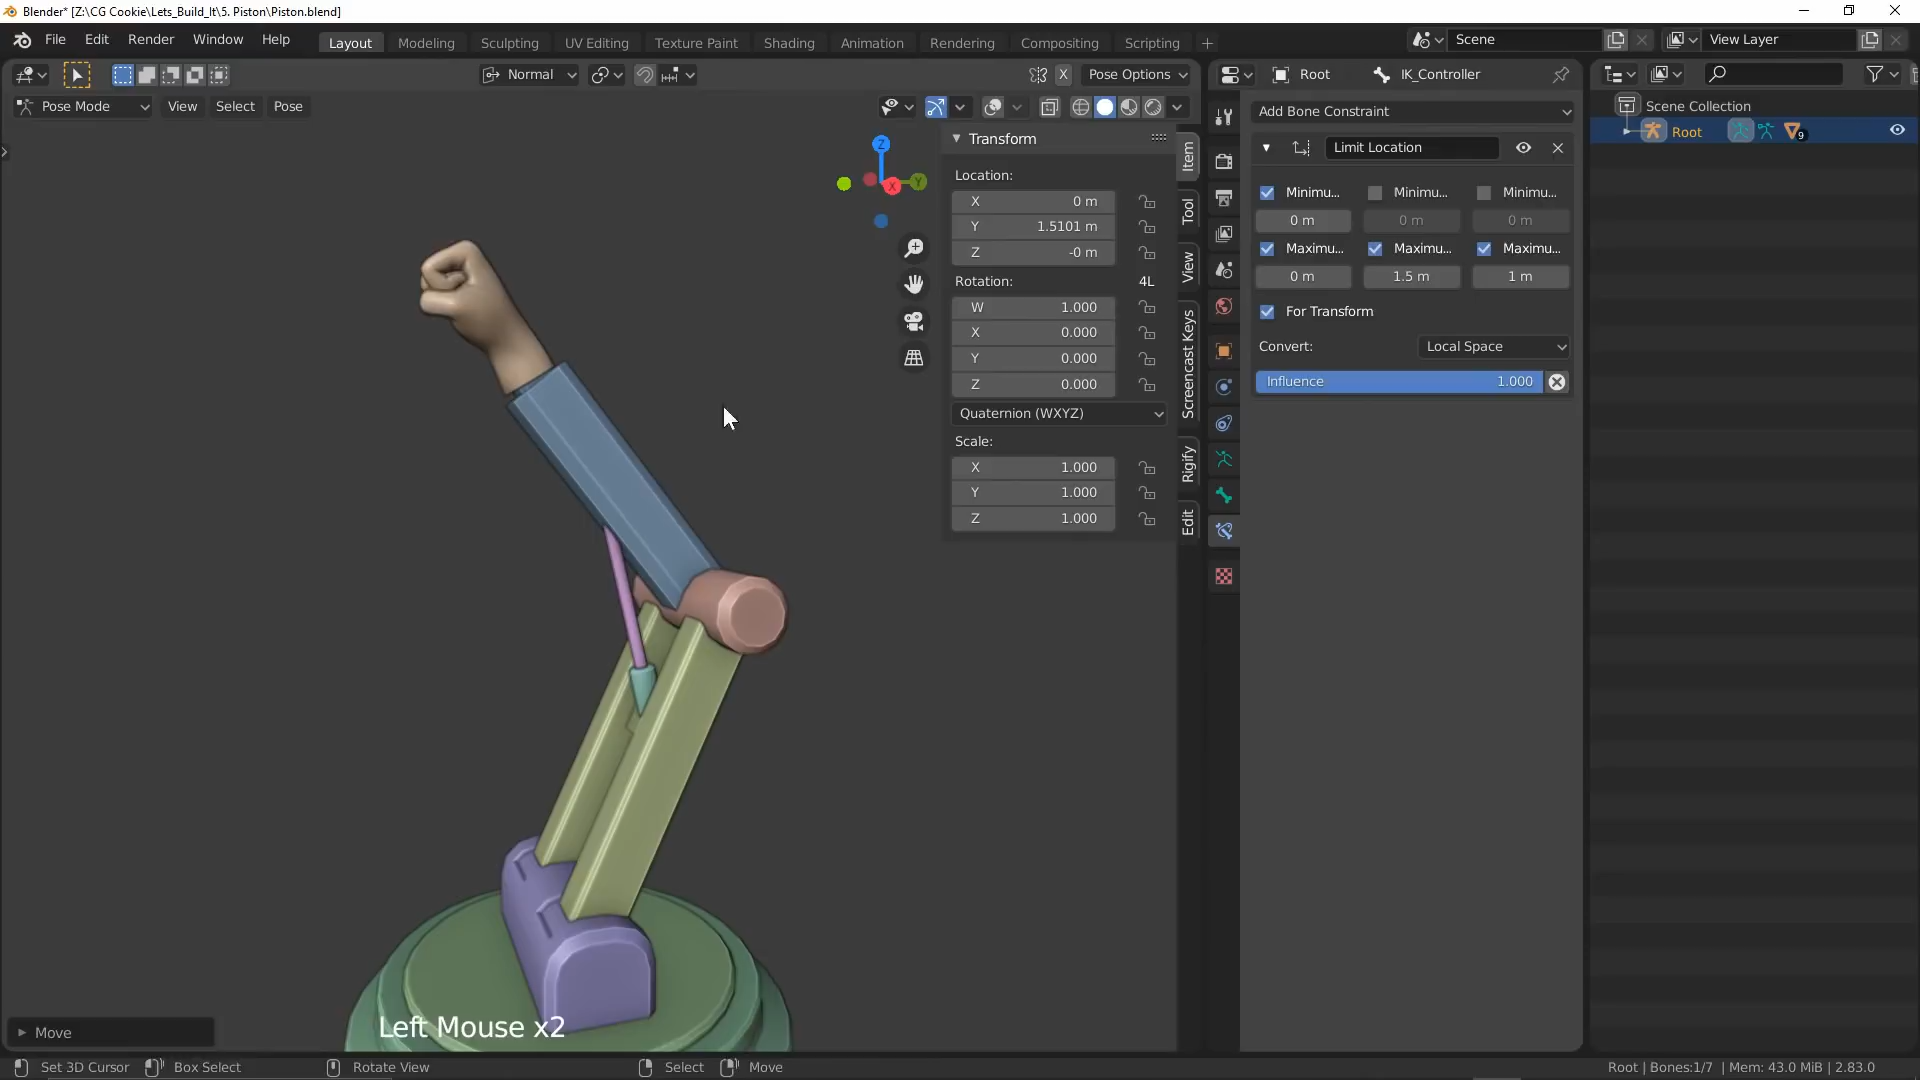 Blender* [Z:\CG Cookie\Lets_Build_It\5. Piston\Piston.blend]
File Edit Render Window Help Layout Modeling Sculpting UV Editing Texture Paint Shading Animation Rendering Compositing Scripting + Scene View Layer
Normal X Pose Options Root IK_Controller
Pose Mode View Select Pose
Add Bone Constraint
Scene Collection
Root 9
Transform
Limit Location
Location:
X 0 m
Y 1.5101 m
Z -0 m
Rotation: 4L
W 1.000
X 0.000
Y 0.000
Z 0.000
Quaternion (WXYZ)
Scale:
X 1.000
Y 1.000
Z 1.000
Item
Tool
View
Screencast Keys
Rigify
Edit
Minimu... Minimu... Minimu...
0 m 0 m 0 m
Maximu... Maximu... Maximu...
0 m 1.5 m 1 m
For Transform
Convert: Local Space
Influence 1.000
Z
X
Y
Move
Left Mouse x2
Set 3D Cursor Box Select Rotate View Select Move Root | Bones:1/7 | Mem: 43.0 MiB | 2.83.0